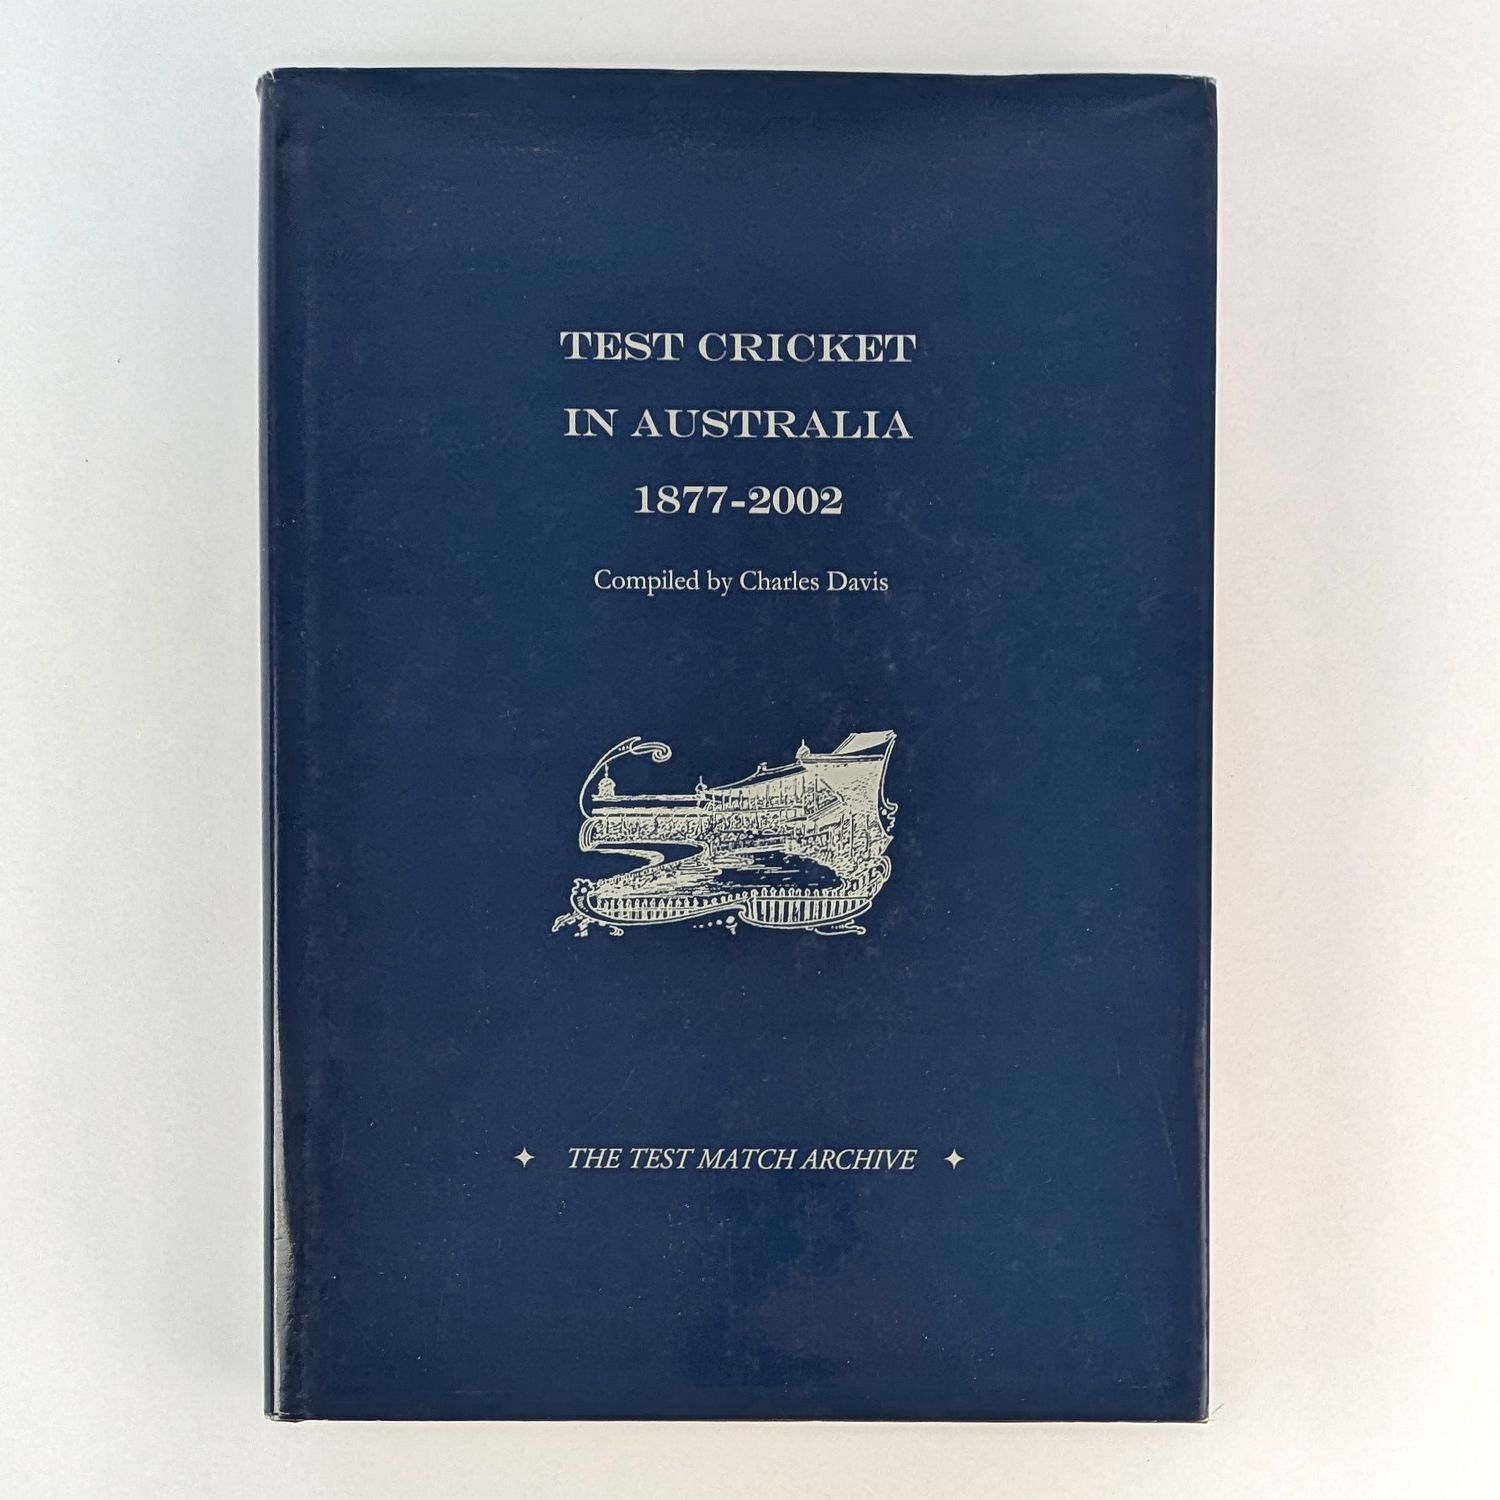 TEST CRICKET
IN AUSTRALIA
1877-2002
Compiled by Charles Davis
THE TEST MATCH ARCHIVE